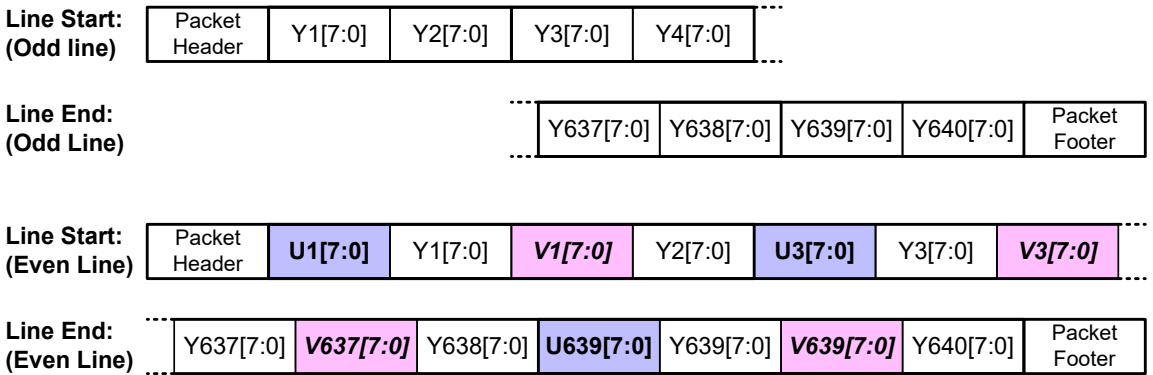 Line Start: Packet Header Y1[7:0] Y2[7:0] Y3[7:0] Y4[7:0]
(Odd line)
Line End: Y637[7:0] Y638[7:0] Y639[7:0] Y640[7:0] Packet Footer
(Odd Line)
Line Start: Packet Header U1[7:0] Y1[7:0] V1[7:0] Y2[7:0] U3[7:0] Y3[7:0] V3[7:0]
(Even Line)
Line End: Y637[7:0] V637[7:0] Y638[7:0] U639[7:0] Y639[7:0] V639[7:0] Y640[7:0] Packet Footer
(Even Line)